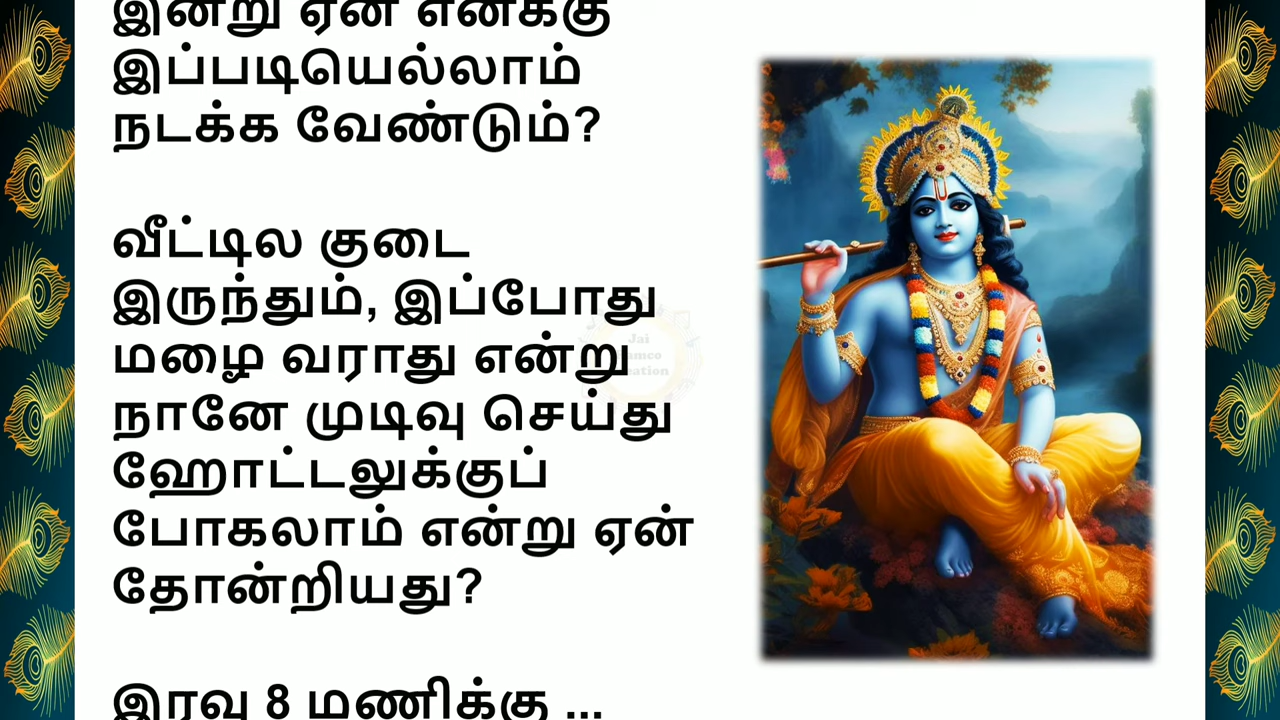 இன்று ஏன் எனக்கு
இப்படியெல்லாம்
நடக்க வேண்டும்?
வீட்டில குடை
இருந்தும், இப்போது
மழை வராது என்று
நானே முடிவு செய்து
ஹோட்டலுக்குப்
போகலாம் என்று ஏன்
தோன்றியது?
இரவு 8 மணிக்கு ...
Jai